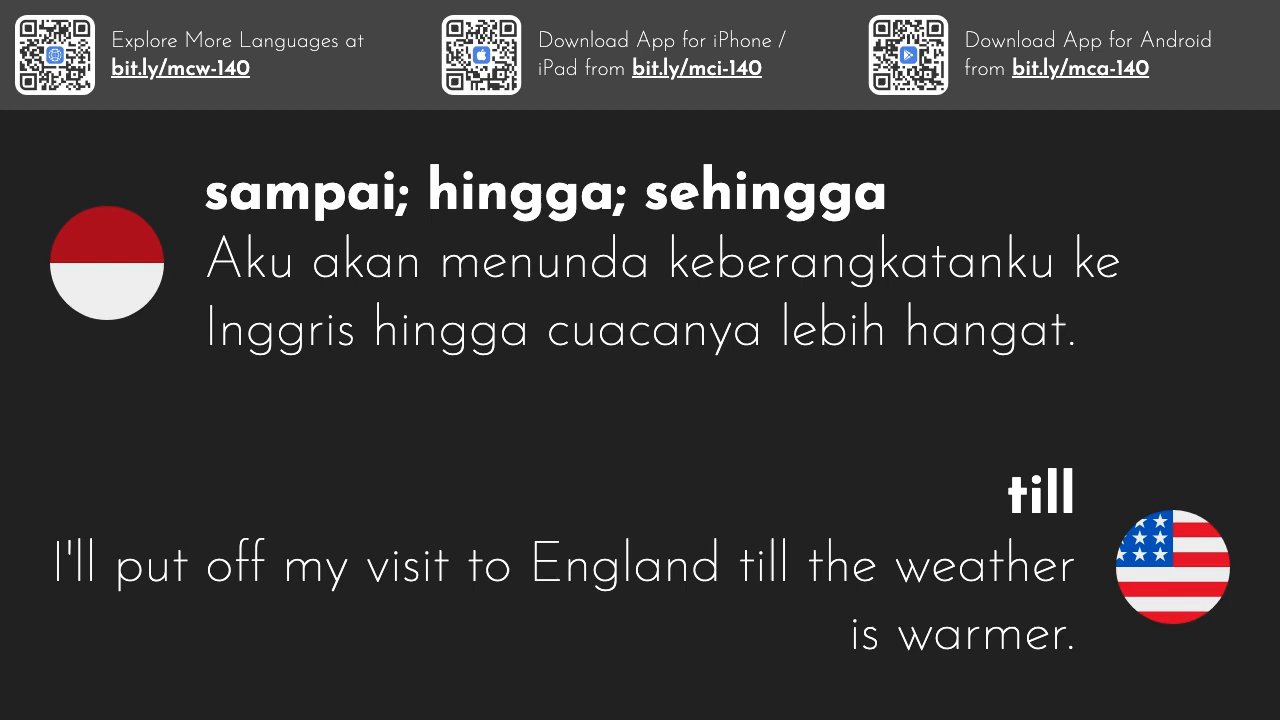 Explore More Languages at
bit.ly/mcw-140
Download App for iPhone /
iPad from bit.ly/mci-140
Download App for Android
from bit.ly/mca-140
sampai; hingga; sehingga
Aku akan menunda keberangkatanku ke
Inggris hingga cuacanya lebih hangat.
till
I'll put off my visit to England till the weather
is warmer.